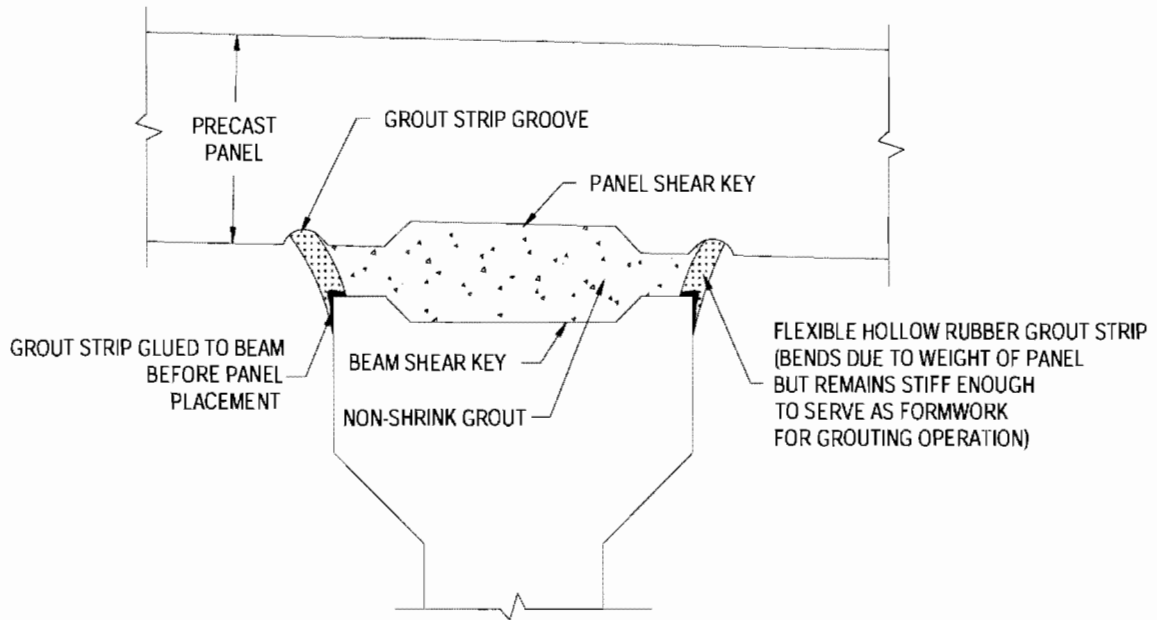 PRECAST
PANEL
GROUT STRIP GROOVE
PANEL SHEAR KEY
GROUT STRIP GLUED TO BEAM
BEFORE PANEL
PLACEMENT
BEAM SHEAR KEY
NON-SHRINK GROUT
FLEXIBLE HOLLOW RUBBER GROUT STRIP
(BENDS DUE TO WEIGHT OF PANEL
BUT REMAINS STIFF ENOUGH
TO SERVE AS FORMWORK
FOR GROUTING OPERATION)